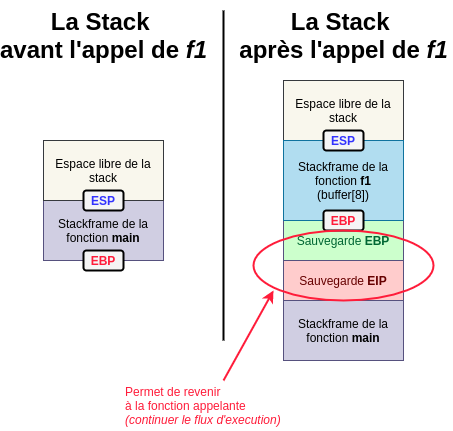 La Stack
avant l'appel de f1
La Stack
après l'appel de f1
Espace libre de la
stack
ESP
Stackframe de la
fonction main
EBP
Espace libre de la
stack
ESP
Stackframe de la
fonction f1
(buffer[8])
EBP
Sauvegarde EBP
Sauvegarde EIP
Stackframe de la
fonction main
Permet de revenir
à la fonction appelante
(continuer le flux d'execution)